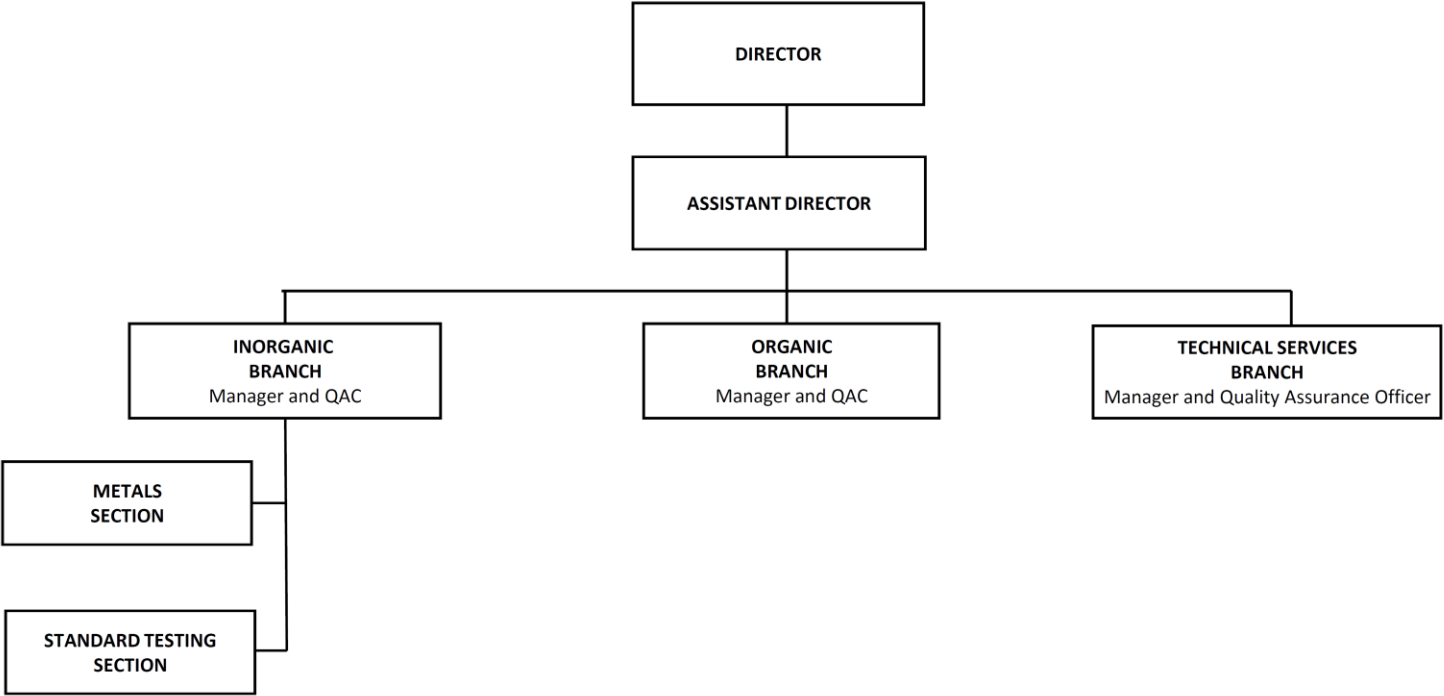 DIRECTOR
ASSISTANT DIRECTOR
INORGANIC
BRANCH
Manager and QAC
ORGANIC
BRANCH
Manager and QAC
TECHNICAL SERVICES
BRANCH
Manager and Quality Assurance Officer
METALS
SECTION
STANDARD TESTING
SECTION